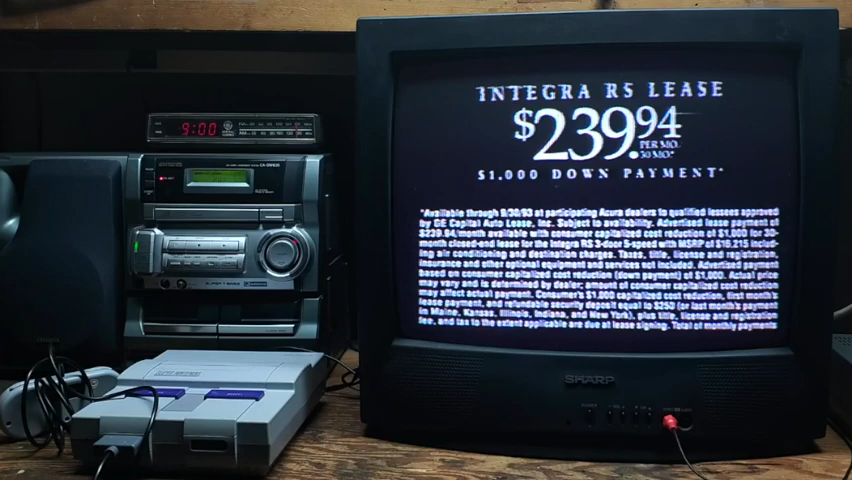 INTEGRA RS LEASE
$239.94
PER MO.
30 MO.*
$1,000 DOWN PAYMENT*
*Available through 9/30/93 at participating Acura dealers to qualified lessees approved
by GE Capital Auto Lease, Inc. Subject to availability. Advertised lease payment of
$239.94/month available with consumer capitalized cost reduction of $1,000 for 30-
month closed-end lease for the Integra RS 3-door 5-speed with MSRP of $16,215 includ-
ing air conditioning and destination charges. Taxes, title, license and registration
insurance and other optional equipment and services not included. Advertised payment
based on consumer capitalized cost reduction (down payment) of $1,000. Actual price
may vary and is determined by dealer; amount of consumer capitalized cost reduction
may affect actual payment. Consumer's $1,000 capitalized cost reduction, first month's
lease payment, and refundable security deposit equal to $250 (or last month's payment
in Maine, Kansas, Illinois, Indiana, and New York), plus title, license and registration
fee, and tax to the extent applicable are due at lease signing. Total of monthly payments
9:00
SHARP